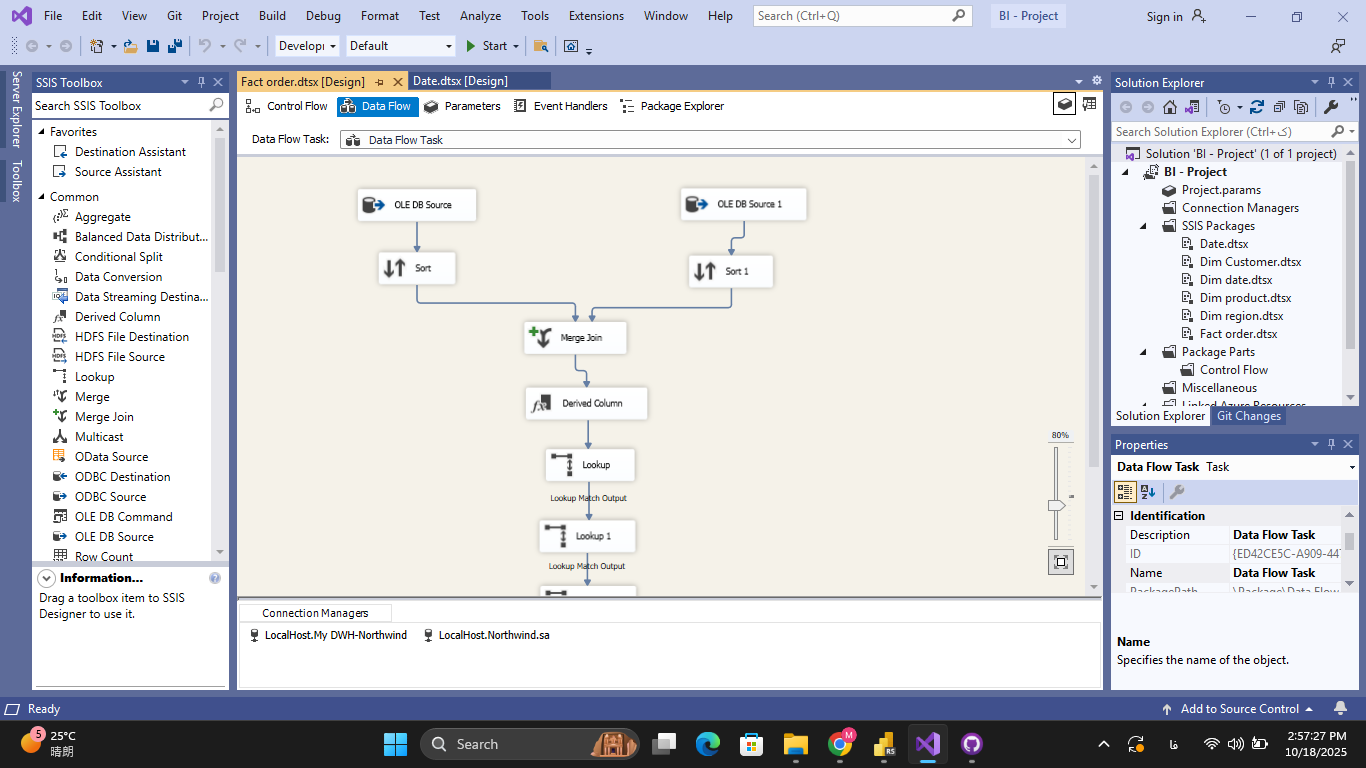 File Edit View Git Project Build Debug Format Test Analyze Tools Extensions Window Help Search (Ctrl+Q) BI - Project Sign in
Developi Default Start
Server Explorer
Toolbox
SSIS Toolbox
Search SSIS Toolbox
Favorites
Destination Assistant
Source Assistant
Common
Aggregate
Balanced Data Distribut...
Conditional Split
Data Conversion
Data Streaming Destina...
Derived Column
HDFS File Destination
HDFS File Source
Lookup
Merge
Merge Join
Multicast
OData Source
ODBC Destination
ODBC Source
OLE DB Command
OLE DB Source
Row Count
Information...
Drag a toolbox item to SSIS
Designer to use it.
Fact order.dtsx [Design] Date.dtsx [Design]
Control Flow Data Flow Parameters Event Handlers Package Explorer
Data Flow Task: Data Flow Task
OLE DB Source OLE DB Source 1
Sort Sort 1
Merge Join
Derived Column
Lookup
Lookup Match Output
Lookup 1
Lookup Match Output
80%
Connection Managers
LocalHost.My DWH-Northwind LocalHost.Northwind.sa
Solution Explorer
Search Solution Explorer (Ctrl+ک)
Solution 'BI - Project' (1 of 1 project)
BI - Project
Project.params
Connection Managers
SSIS Packages
Date.dtsx
Dim Customer.dtsx
Dim date.dtsx
Dim product.dtsx
Dim region.dtsx
Fact order.dtsx
Package Parts
Control Flow
Miscellaneous
Linked Azure Resources
Solution Explorer Git Changes
Properties
Data Flow Task Task
Identification
Description Data Flow Task
ID {ED42CE5C-A909-447
Name Data Flow Task
PackagePath \Package\Data Flow
Name
Specifies the name of the object.
Ready Add to Source Control
5
25°C
晴朗
Search
M
RS
فا
2:57:27 PM
10/18/2025